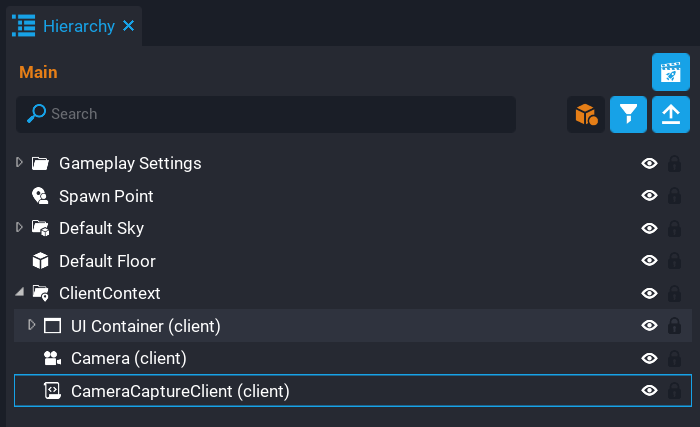 Hierarchy
Main
Search
Gameplay Settings
Spawn Point
Default Sky
Default Floor
ClientContext
UI Container (client)
Camera (client)
CameraCaptureClient (client)